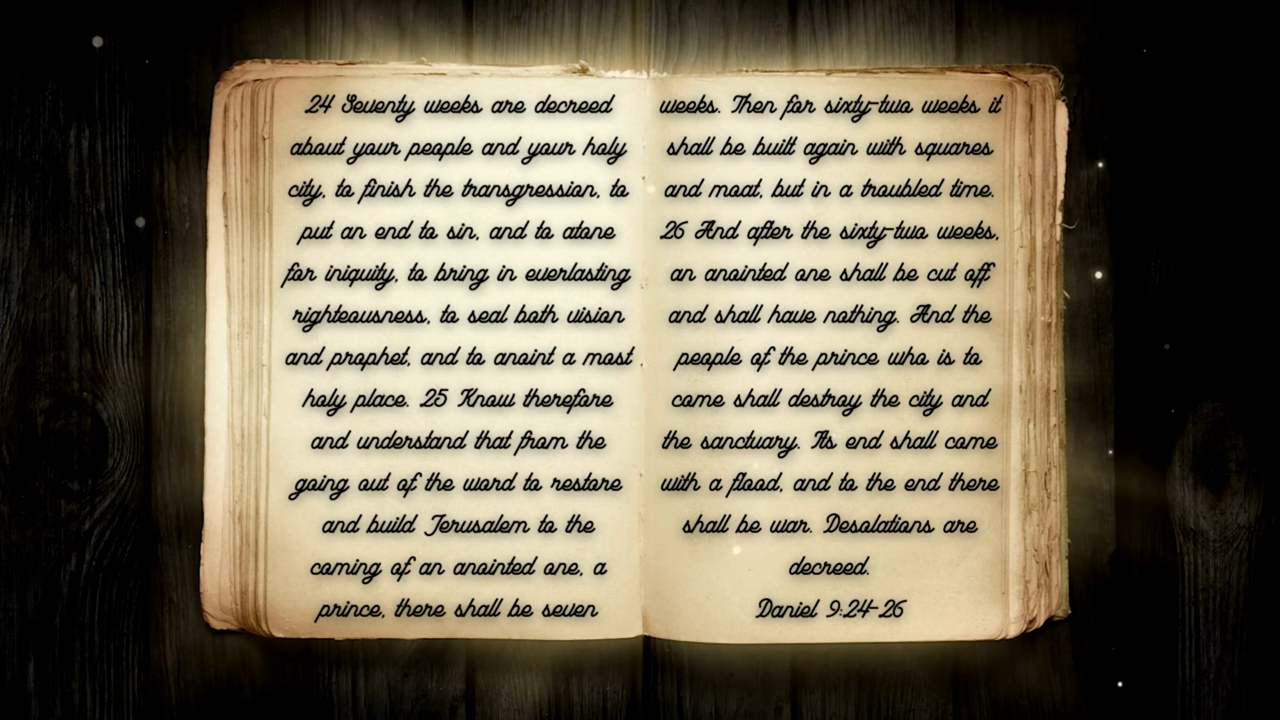 24 Seventy weeks are decreed
about your people and your holy
city, to finish the transgression, to
put an end to sin, and to atone
for iniquity, to bring in everlasting
righteousness, to seal both vision
and prophet, and to anoint a most
holy place. 25 Know therefore
and understand that from the
going out of the word to restore
and build Jerusalem to the
coming of an anointed one, a
prince, there shall be seven
weeks. Then for sixty-two weeks it
shall be built again with squares
and moat, but in a troubled time.
26 And after the sixty-two weeks,
an anointed one shall be cut off
and shall have nothing. And the
people of the prince who is to
come shall destroy the city and
the sanctuary. Its end shall come
with a flood, and to the end there
shall be war. Desolations are
decreed.
Daniel 9:24-26